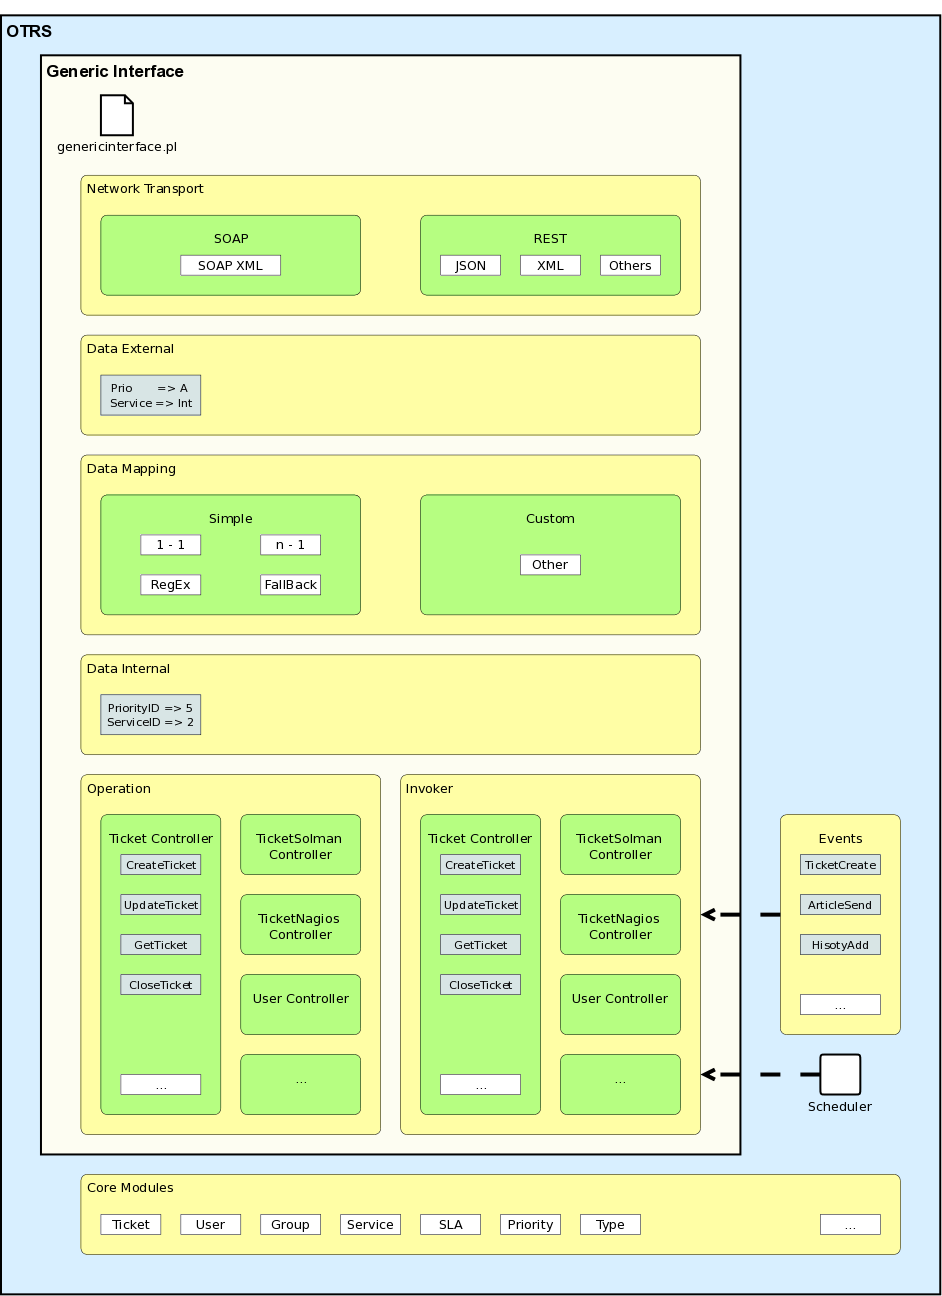 OTRS
Generic Interface
genericinterface.pl
Network Transport
SOAP
SOAP XML
REST
JSON XML Others
Data External
Prio => A
Service => Int
Data Mapping
Simple
1 - 1 n - 1
RegEx FallBack
Custom
Other
Data Internal
PriorityID => 5
ServiceID => 2
Operation
Ticket Controller
CreateTicket
UpdateTicket
GetTicket
CloseTicket
...
TicketSolman
Controller
TicketNagios
Controller
User Controller
...
Invoker
Ticket Controller
CreateTicket
UpdateTicket
GetTicket
CloseTicket
...
TicketSolman
Controller
TicketNagios
Controller
User Controller
...
Events
TicketCreate
ArticleSend
HisotyAdd
...
Scheduler
Core Modules
Ticket User Group Service SLA Priority Type ...